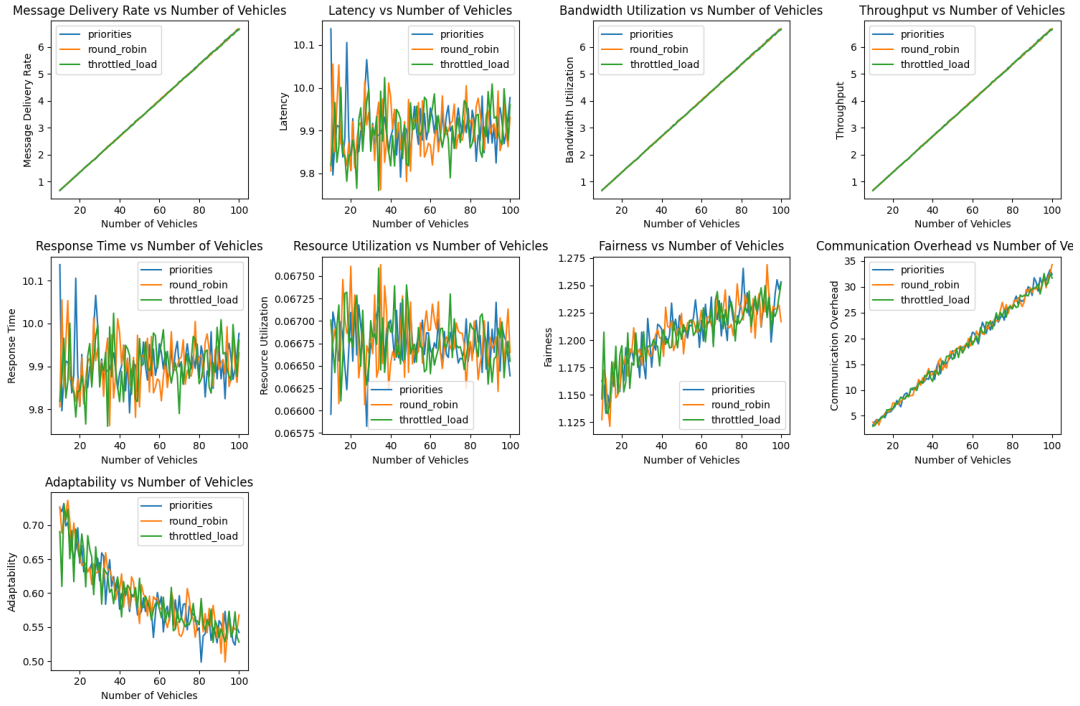 Message Delivery Rate vs Number of Vehicles
Message Delivery Rate
6
5
4
3
2
1
priorities
round_robin
throttled_load
20 40 60 80 100
Number of Vehicles
Latency vs Number of Vehicles
Latency
10.1
10.0
9.9
9.8
priorities
round_robin
throttled_load
20 40 60 80 100
Number of Vehicles
Bandwidth Utilization vs Number of Vehicles
Bandwidth Utilization
6
5
4
3
2
1
priorities
round_robin
throttled_load
20 40 60 80 100
Number of Vehicles
Throughput vs Number of Vehicles
Throughput
6
5
4
3
2
1
priorities
round_robin
throttled_load
20 40 60 80 100
Number of Vehicles
Response Time vs Number of Vehicles
Response Time
10.1
10.0
9.9
9.8
priorities
round_robin
throttled_load
20 40 60 80 100
Number of Vehicles
Resource Utilization vs Number of Vehicles
Resource Utilization
0.06750
0.06725
0.06700
0.06675
0.06650
0.06625
0.06600
0.06575
priorities
round_robin
throttled_load
20 40 60 80 100
Number of Vehicles
Fairness vs Number of Vehicles
Fairness
1.275
1.250
1.225
1.200
1.175
1.150
1.125
priorities
round_robin
throttled_load
20 40 60 80 100
Number of Vehicles
Communication Overhead vs Number of Ve
Communication Overhead
35
30
25
20
15
10
5
priorities
round_robin
throttled_load
20 40 60 80 100
Number of Vehicles
Adaptability vs Number of Vehicles
Adaptability
0.70
0.65
0.60
0.55
0.50
priorities
round_robin
throttled_load
20 40 60 80 100
Number of Vehicles